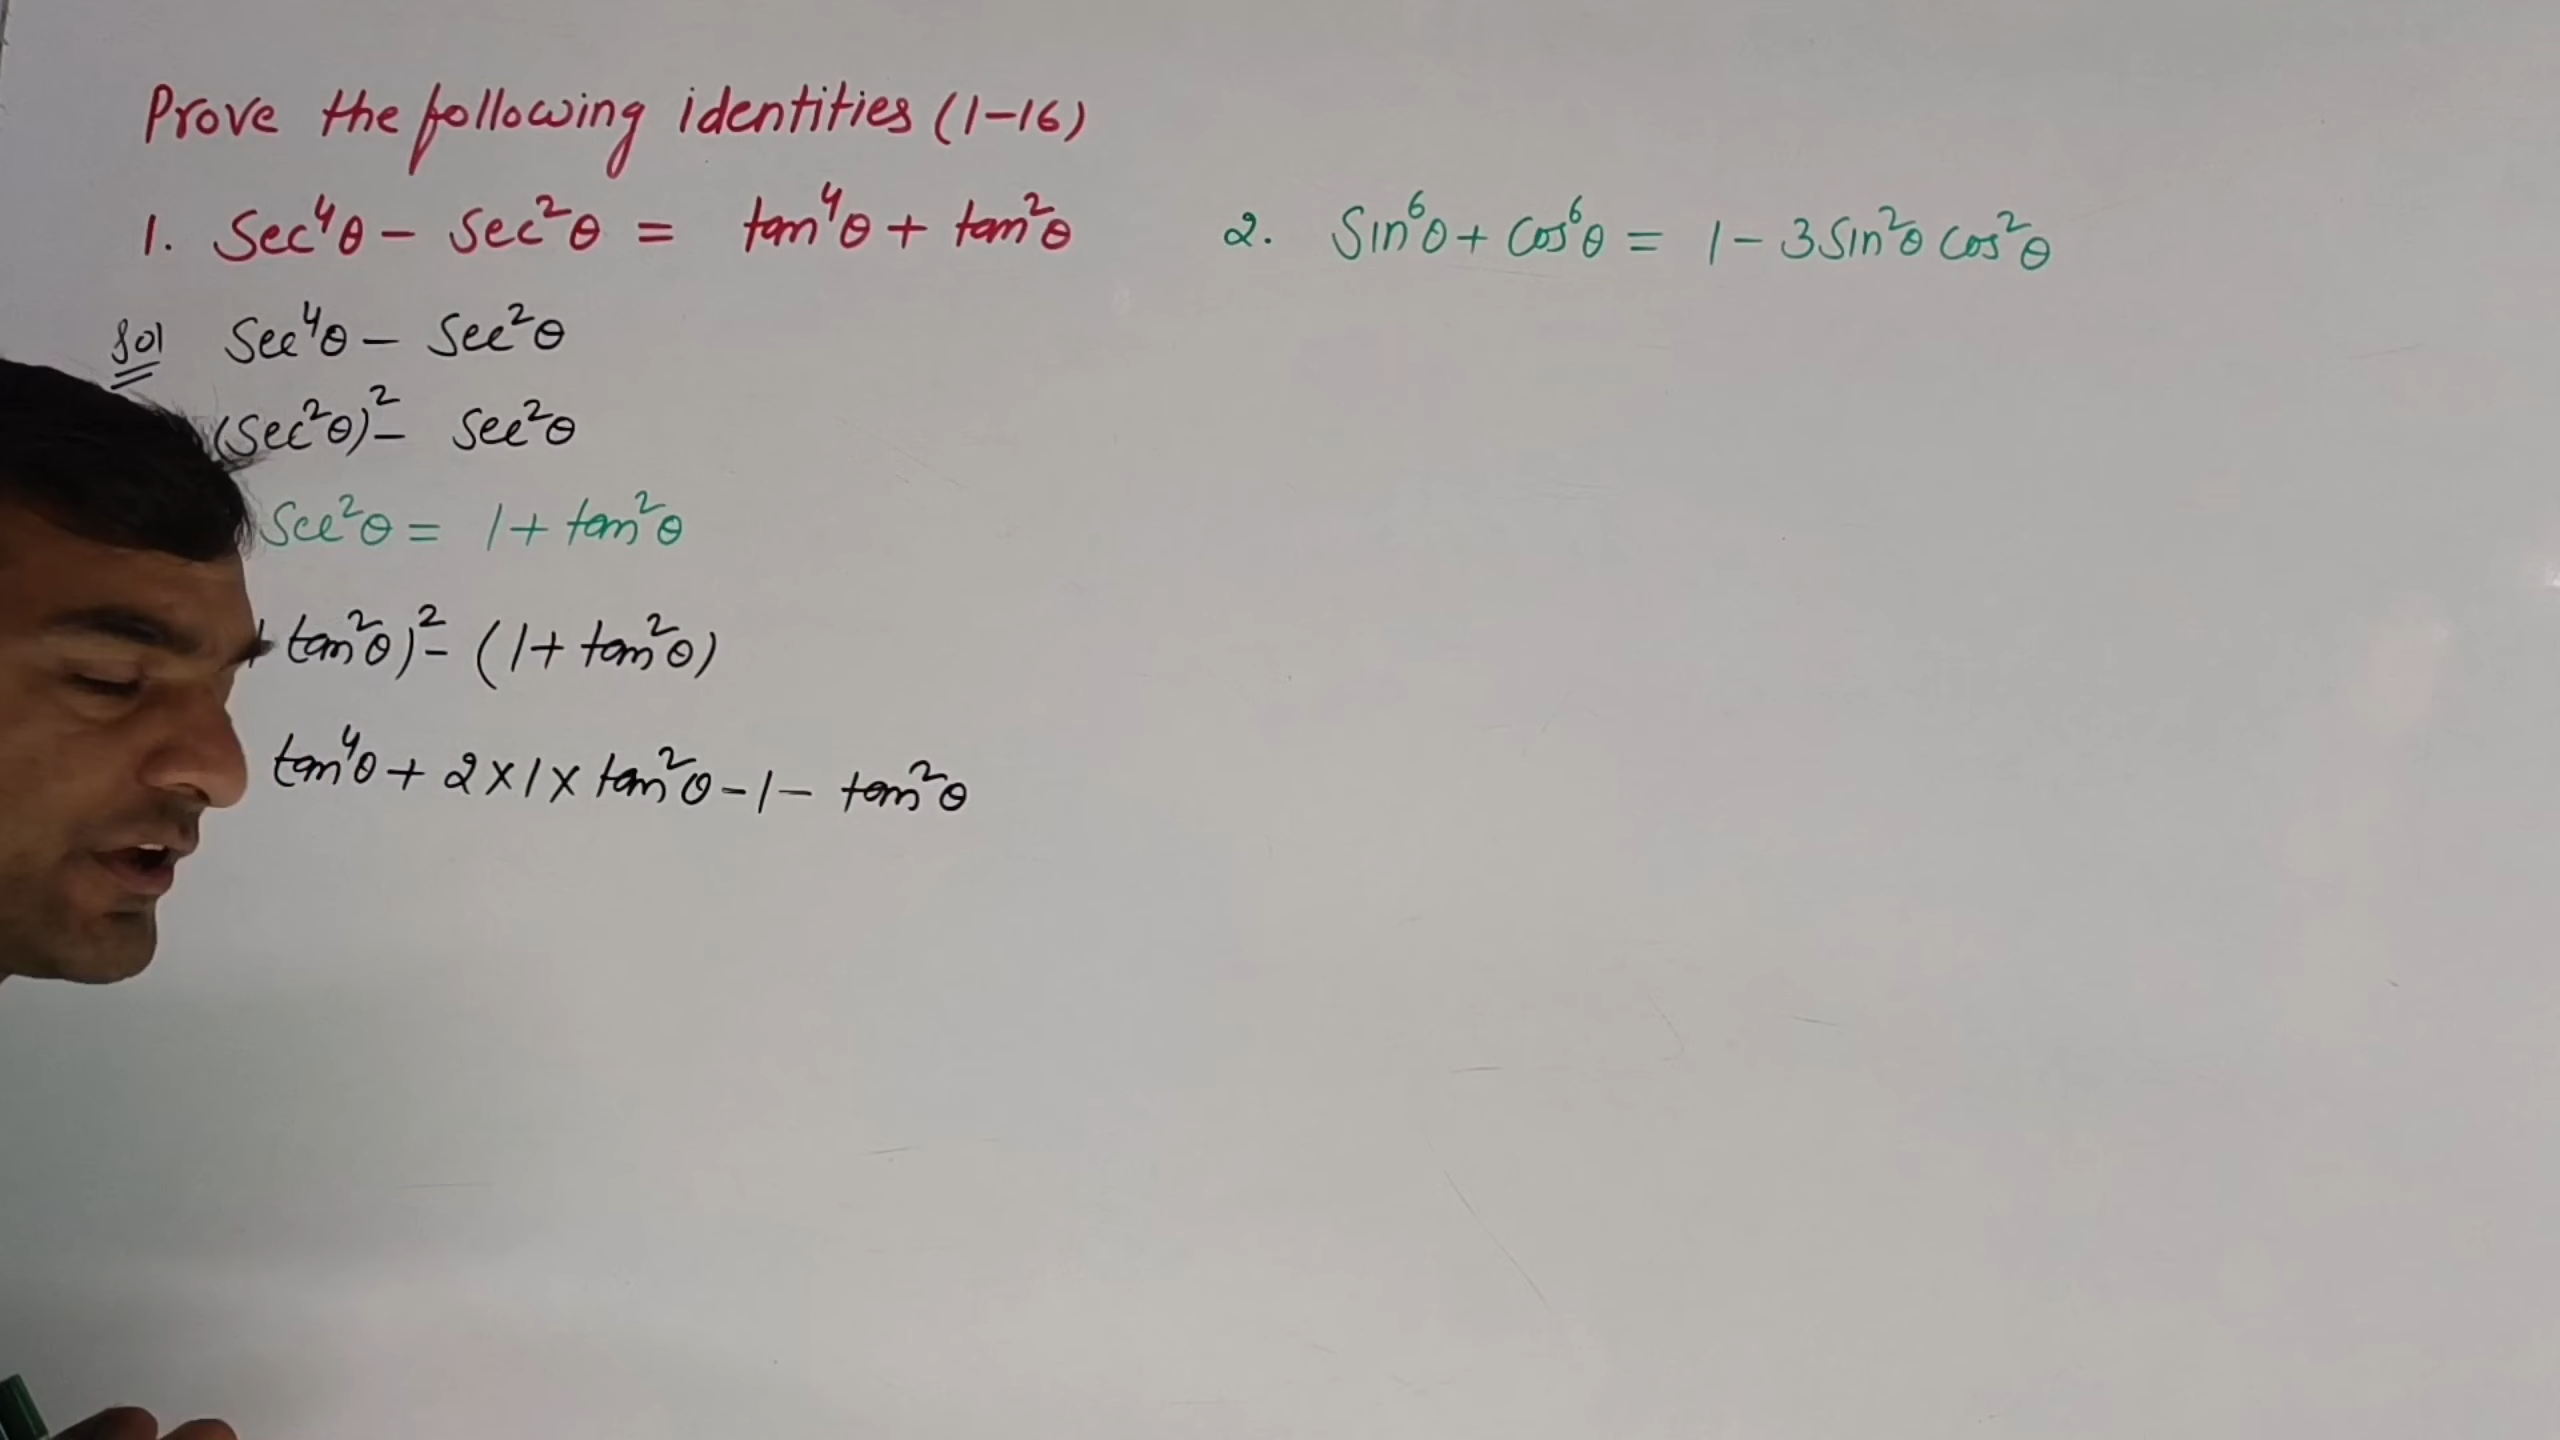 Prove the following identities (1-16)
1. Sec⁴θ - Sec²θ = tan⁴θ + tan²θ
Sol Sec⁴θ - Sec²θ
(Sec²θ)² - Sec²θ
Sec²θ = 1 + tan²θ
+ tan²θ)² - (1 + tan²θ)
tan⁴θ + 2×1× tan²θ - 1 - tan²θ
2. Sin⁶θ + Cos⁶θ = 1 - 3Sin²θ Cos²θ